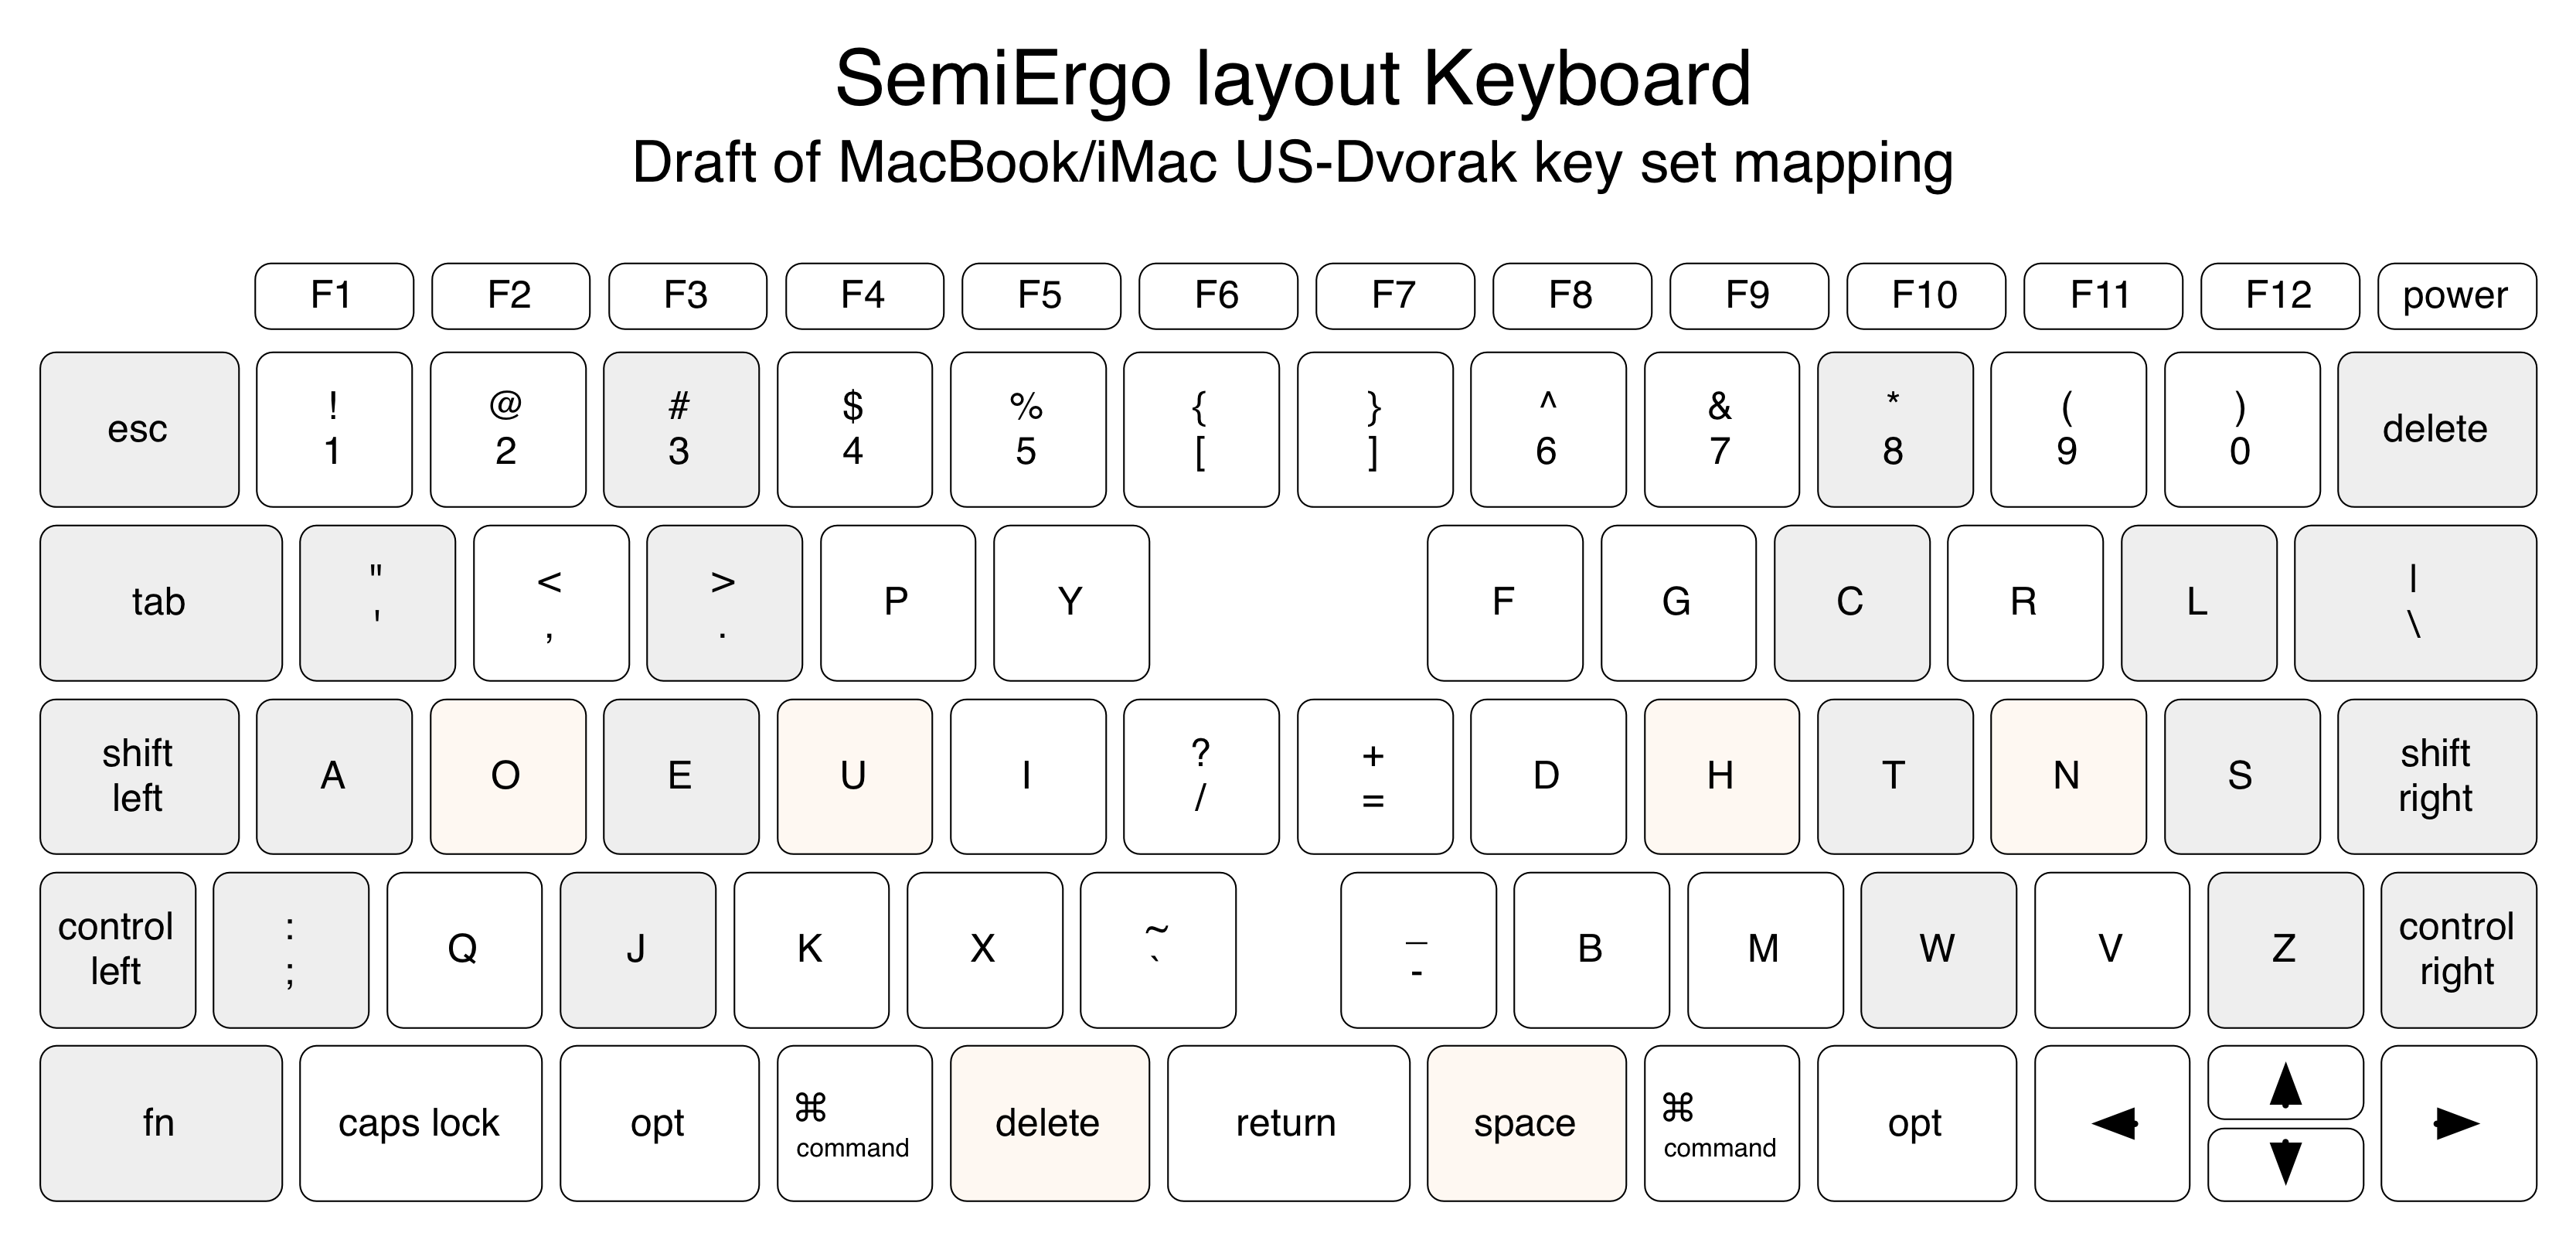 SemiErgo layout Keyboard
Draft of MacBook/iMac US-Dvorak key set mapping
F1 F2 F3 F4 F5 F6 F7 F8 F9 F10 F11 F12 power
! @ # $ % { } ^ & * ( )
esc 1 2 3 4 5 [ ] 6 7 8 9 0 delete
" < > |
tab ' , . P Y F G C R L \
shift ? + shift
left A O E U I / = D H T N S right
control : ~ _ control
left ; Q J K X ` - B M W V Z right
fn caps lock opt ⌘ command delete return space ⌘ command opt ◀ ▲ ▼ ▶